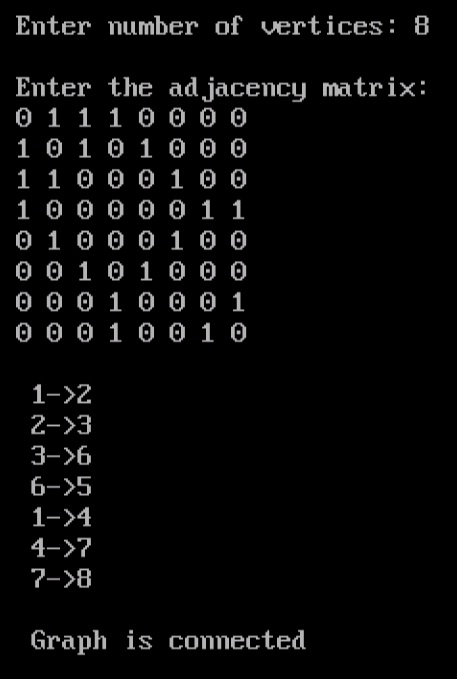 Enter number of vertices: 8
Enter the adjacency matrix:
0 1 1 1 0 0 0 0
1 0 1 0 1 0 0 0
1 1 0 0 0 1 0 0
1 0 0 0 0 0 1 1
0 1 0 0 0 1 0 0
0 0 1 0 1 0 0 0
0 0 0 1 0 0 0 1
0 0 0 1 0 0 1 0
1->2
2->3
3->6
6->5
1->4
4->7
7->8
Graph is connected